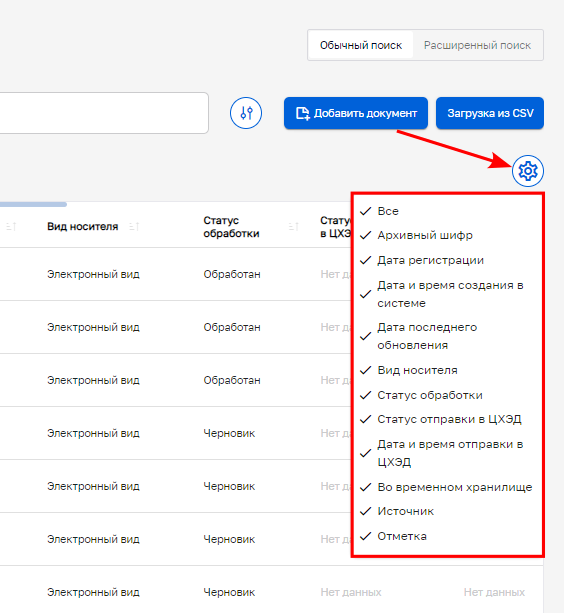 Обычный поиск
Расширенный поиск
Добавить документ
Загрузка из CSV
Вид носителя
Статус
обработки
Статус
в ЦХЭД
Электронный вид
Обработан
Нет данных
Электронный вид
Обработан
Нет данных
Электронный вид
Обработан
Нет данных
Электронный вид
Черновик
Нет данных
Электронный вид
Черновик
Нет данных
Электронный вид
Черновик
Нет данных
Электронный вид
Черновик
Нет данных
Нет данных
Все
Архивный шифр
Дата регистрации
Дата и время создания в
системе
Дата последнего
обновления
Вид носителя
Статус обработки
Статус отправки в ЦХЭД
Дата и время отправки в
ЦХЭД
Во временном хранилище
Источник
Отметка